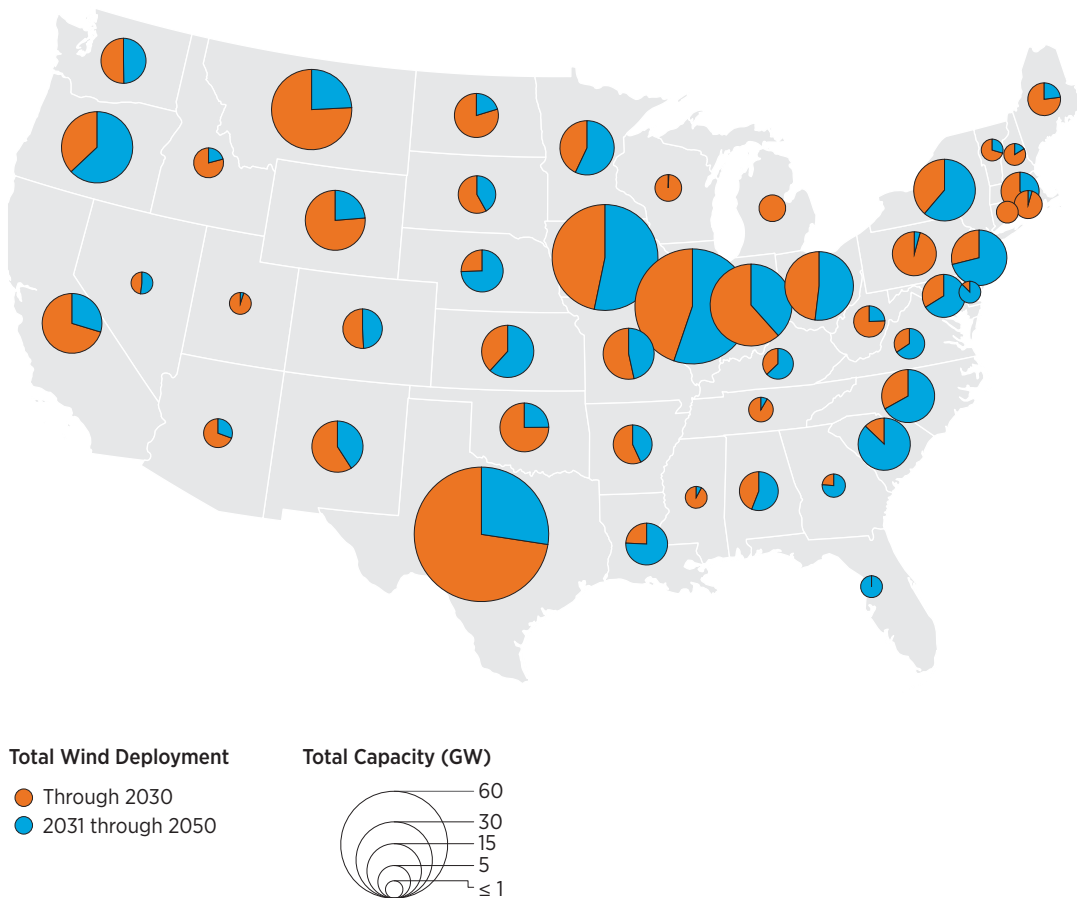 Total Wind Deployment
Through 2030
2031 through 2050
Total Capacity (GW)
60
30
15
5
≤ 1